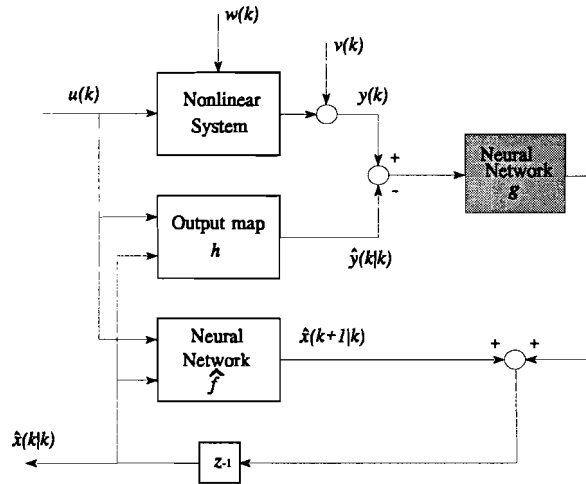 w(k)
v(k)
u(k)
Nonlinear
System
y(k)
+
-
Neural
Network
g
Output map
h
ŷ(k|k)
Neural
Network
f̂
x̂(k+1|k)
+
+
x̂(k|k)
z-1